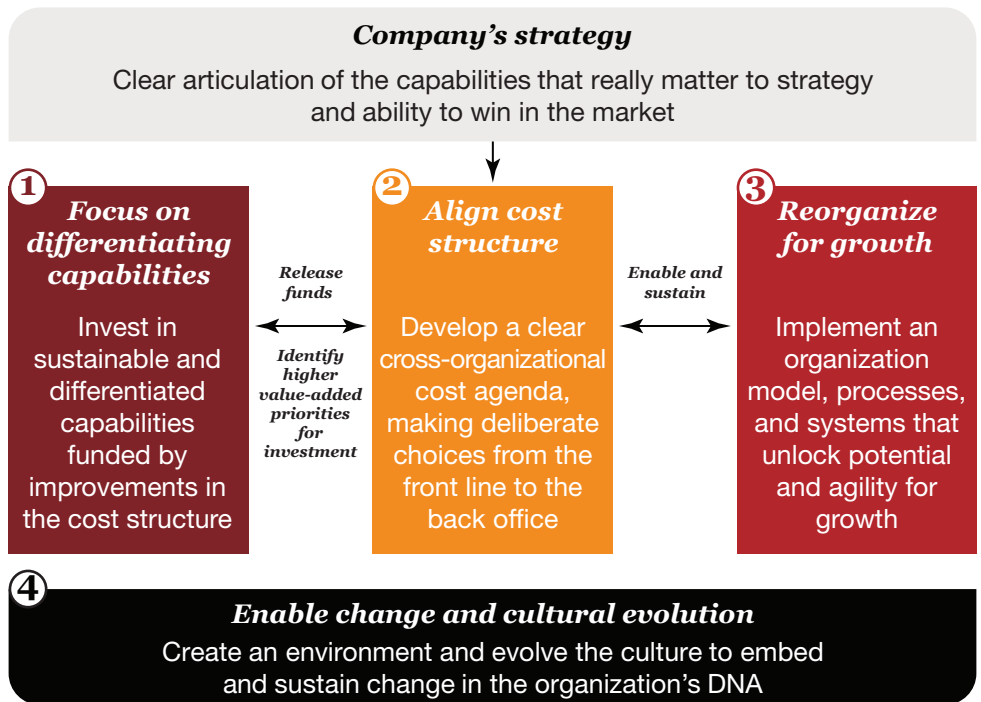 Company’s strategy
Clear articulation of the capabilities that really matter to strategy
and ability to win in the market
1
Focus on
differentiating
capabilities
Invest in
sustainable and
differentiated
capabilities
funded by
improvements in
the cost structure
Release
funds
Identify
higher
value-added
priorities
for
investment
2
Align cost
structure
Develop a clear
cross-organizational
cost agenda,
making deliberate
choices from the
front line to the
back office
Enable and
sustain
3
Reorganize
for growth
Implement an
organization
model, processes,
and systems that
unlock potential
and agility for
growth
4
Enable change and cultural evolution
Create an environment and evolve the culture to embed
and sustain change in the organization’s DNA